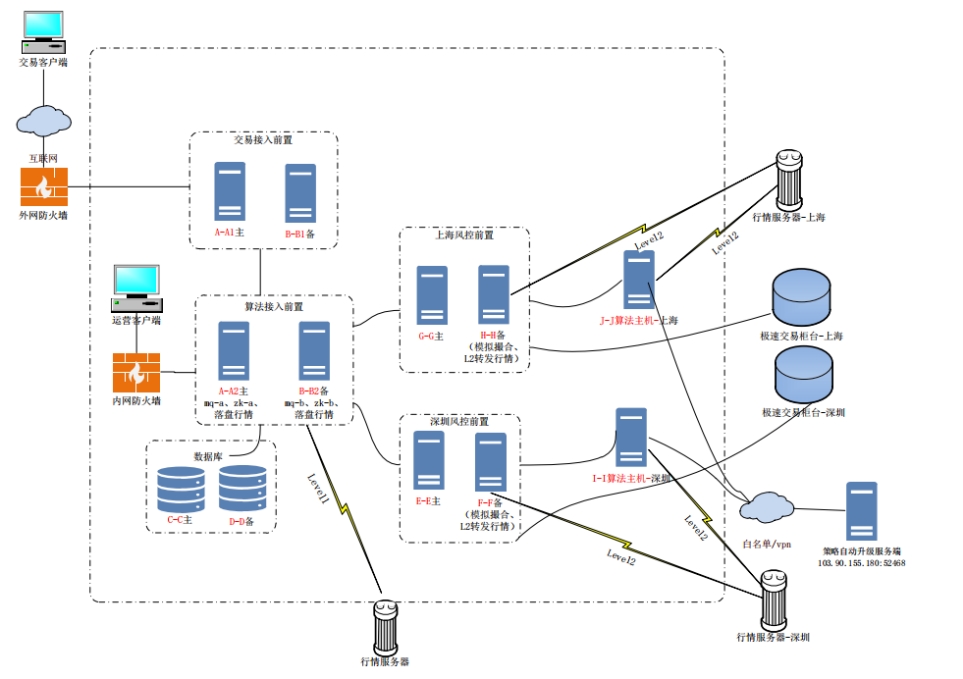 交易客户端
互联网
外网防火墙
交易接入前置
A-A1主
B-B1备
运营客户端
内网防火墙
算法接入前置
A-A2主
mq-a、zk-a、
落盘行情
B-B2备
mq-b、zk-b、
落盘行情
数据库
C-C主
D-D备
Level1
行情服务器
上海风控前置
G-G主
H-H备
(模拟撮合、
L2转发行情)
深圳风控前置
E-E主
F-F备
(模拟撮合、
L2转发行情)
Level2
Level2
J-J算法主机-上海
行情服务器-上海
极速交易柜台-上海
极速交易柜台-深圳
I-I算法主机-深圳
Level2
Level2
白名单/vpn
策略自动升级服务端
103.90.155.180:52468
行情服务器-深圳